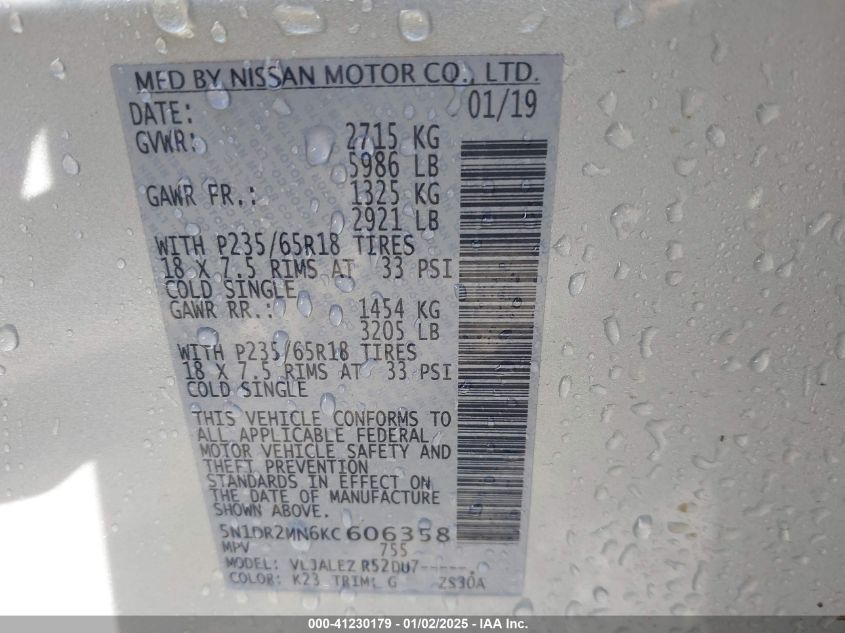 MFD BY NISSAN MOTOR CO., LTD.
DATE: 01/19
GVWR: 2715 KG
5986 LB
GAWR FR.: 1325 KG
2921 LB
WITH P235/65R18 TIRES
18 X 7.5 RIMS AT 33 PSI
COLD SINGLE
GAWR RR.: 1454 KG
3205 LB
WITH P235/65R18 TIRES
18 X 7.5 RIMS AT 33 PSI
COLD SINGLE
THIS VEHICLE CONFORMS TO
ALL APPLICABLE FEDERAL
MOTOR VEHICLE SAFETY AND
THEFT PREVENTION
STANDARDS IN EFFECT ON
THE DATE OF MANUFACTURE
SHOWN ABOVE.
5N1DR2MN6KC606358
MPV 755
MODEL: VLJALEZ R52DU7-----.
COLOR: K23 TRIM: G ZS30A
000-41230179 - 01/02/2025 - IAA Inc.